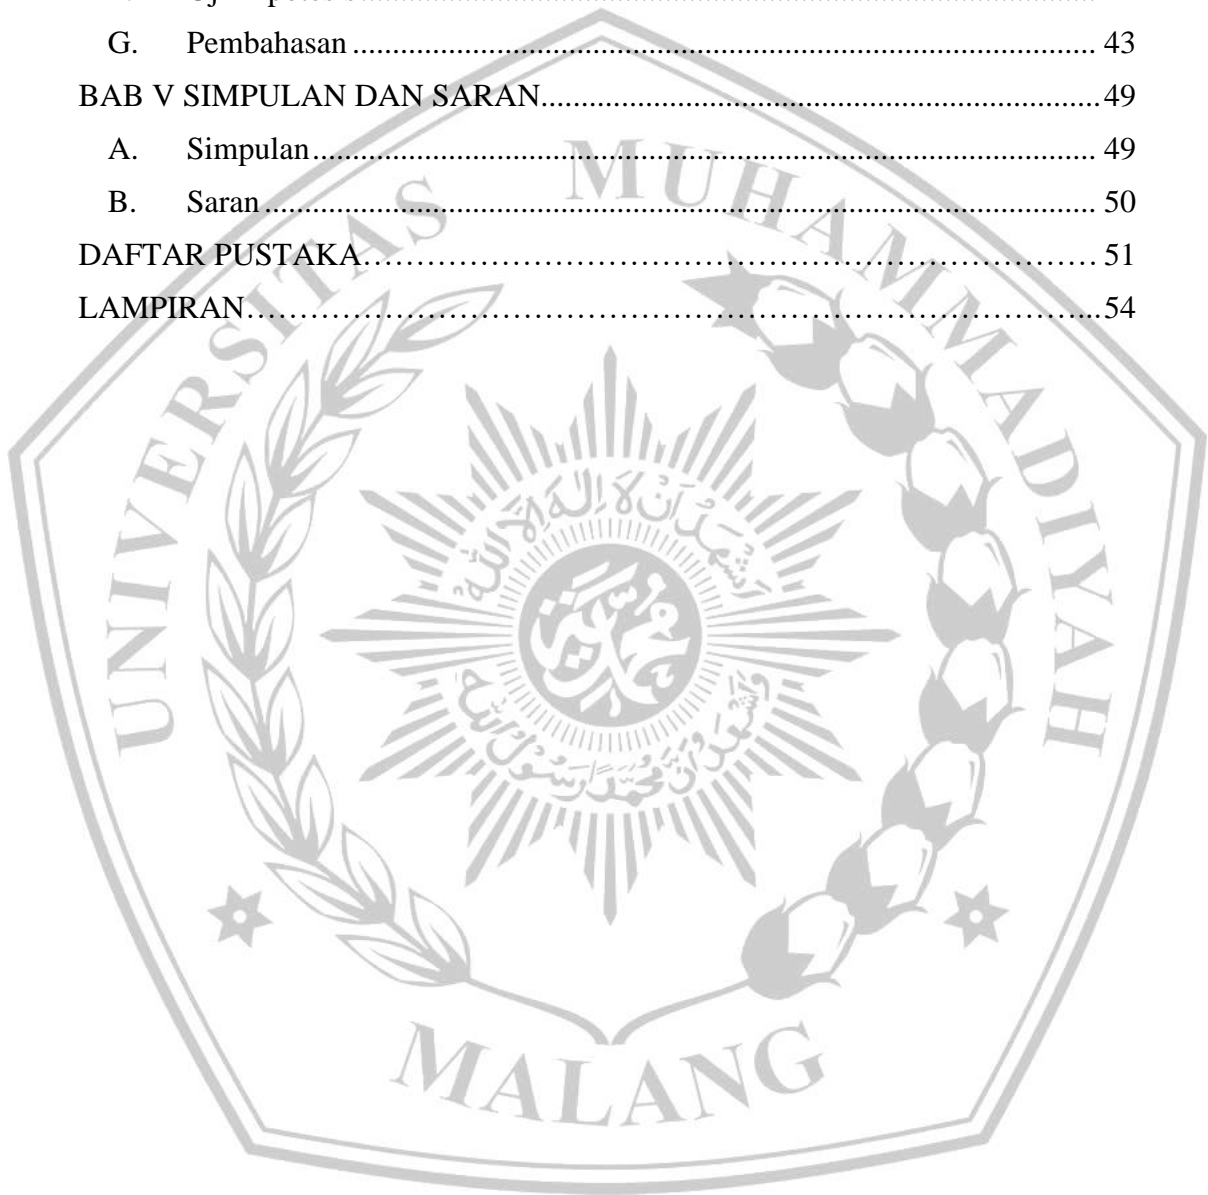 G. Pembahasan ........................................................................................... 43
BAB V SIMPULAN DAN SARAN..................................................................... 49
A. Simpulan................................................................................................ 49
B. Saran ...................................................................................................... 50
DAFTAR PUSTAKA…………………………………………………………… 51
LAMPIRAN……………………………………………………………………...54
UNIVERSITAS MUHAMMADIYAH
MALANG